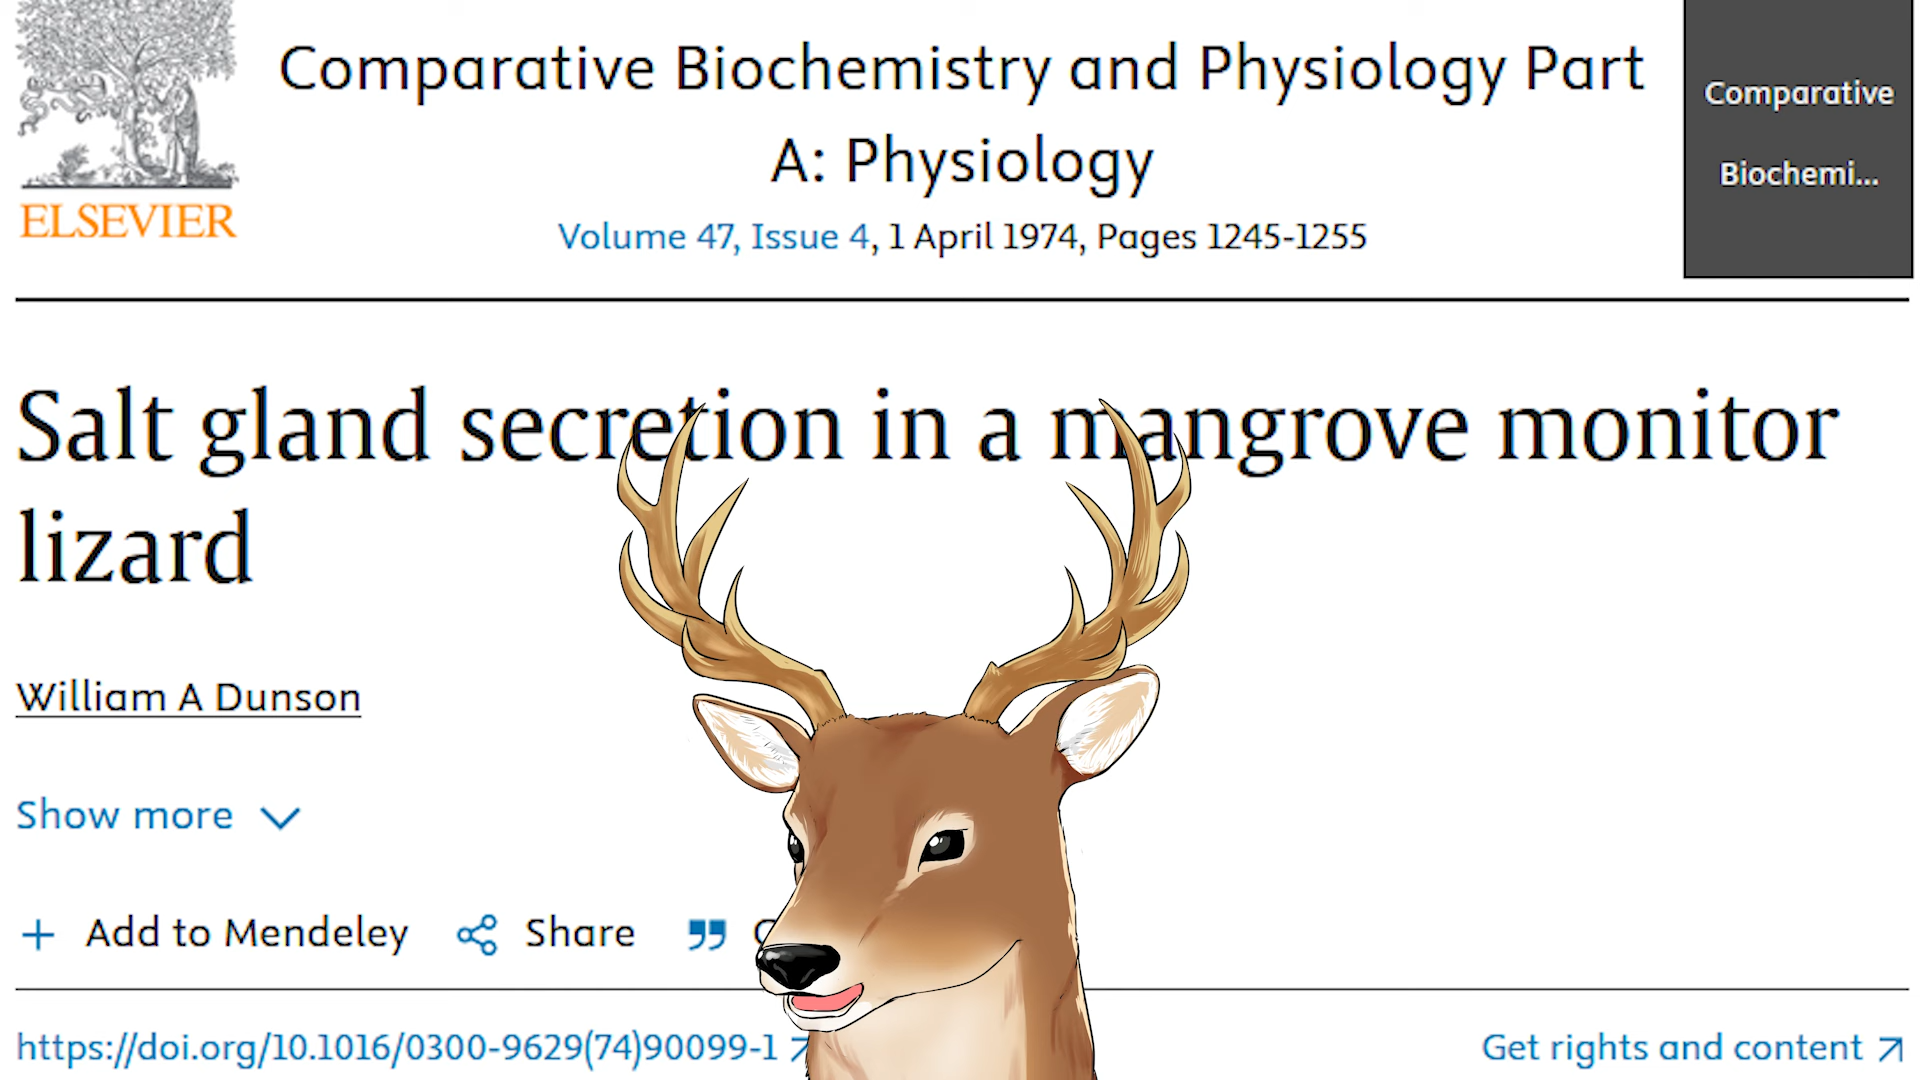 ELSEVIER
Comparative Biochemistry and Physiology Part
A: Physiology
Volume 47, Issue 4, 1 April 1974, Pages 1245-1255
Comparative
Biochemi...
Salt gland secretion in a mangrove monitor
lizard
William A Dunson
Show more
Add to Mendeley
Share
https://doi.org/10.1016/0300-9629(74)90099-1
Get rights and content